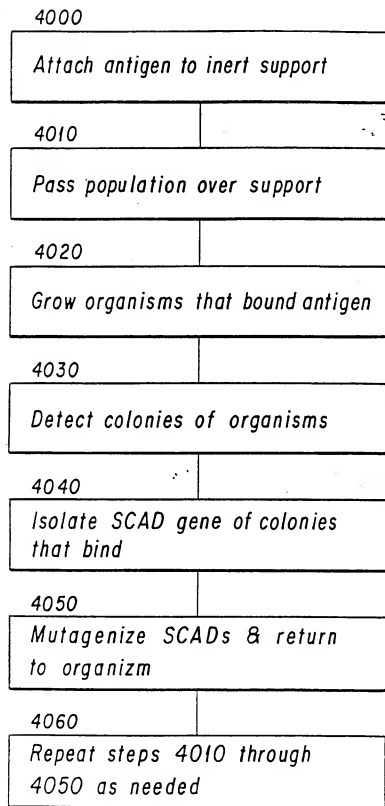 4000
Attach antigen to inert support
4010
Pass population over support
4020
Grow organisms that bound antigen
4030
Detect colonies of organisms
4040
Isolate SCAD gene of colonies
that bind
4050
Mutagenize SCADs & return
to organizm
4060
Repeat steps 4010 through
4050 as needed